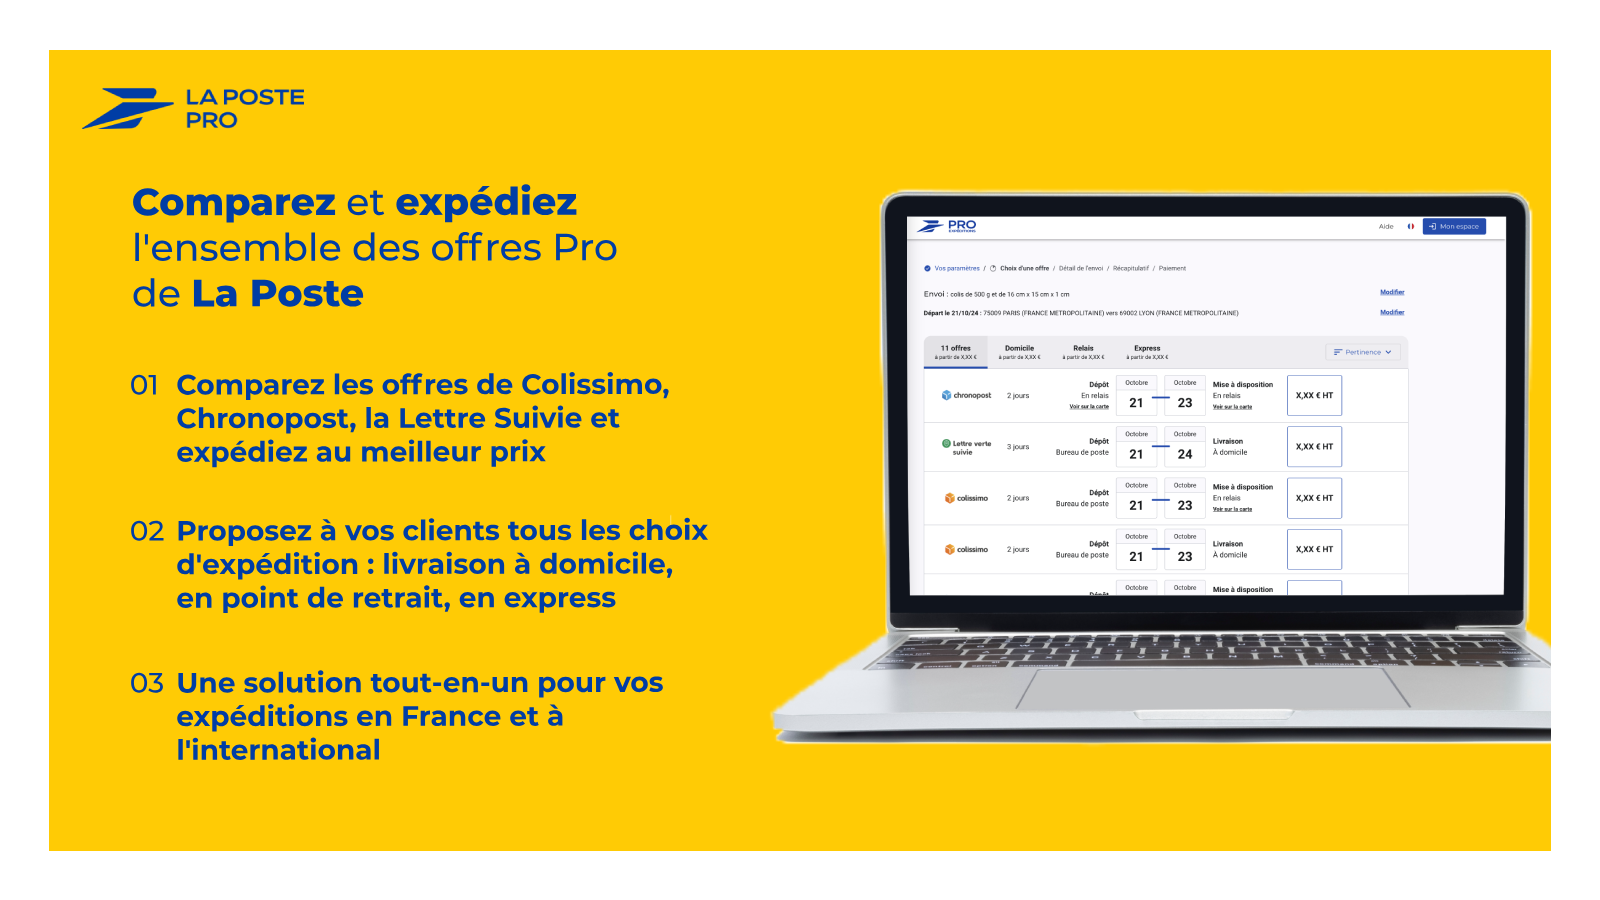 LA POSTE
PRO
Comparez et expédiez
l'ensemble des offres Pro
de La Poste
01 Comparez les offres de Colissimo,
Chronopost, la Lettre Suivie et
expédiez au meilleur prix
02 Proposez à vos clients tous les choix
d'expédition : livraison à domicile,
en point de retrait, en express
03 Une solution tout-en-un pour vos
expéditions en France et à
l'international
PRO
EXPÉDITIONS
Aide
Mon espace
Vos paramètres / Choix d'une offre / Détail de l'envoi / Récapitulatif / Paiement
Envoi : colis de 500 g et de 16 cm x 15 cm x 1 cm
Modifier
Départ le 21/10/24 : 75009 PARIS (FRANCE METROPOLITAINE) vers 69002 LYON (FRANCE METROPOLITAINE)
Modifier
11 offres Domicile Relais Express
à partir de X,XX € à partir de X,XX € à partir de X,XX € à partir de X,XX €
Pertinence
chronopost
2 jours
Dépôt
En relais
Voir sur la carte
Octobre Octobre
21 23
Mise à disposition
En relais
Voir sur la carte
X,XX € HT
Lettre verte
suivie
3 jours
Dépôt
Bureau de poste
Octobre Octobre
21 24
Livraison
À domicile
X,XX € HT
colissimo
2 jours
Dépôt
Bureau de poste
Octobre Octobre
21 23
Mise à disposition
En relais
Voir sur la carte
X,XX € HT
colissimo
2 jours
Dépôt
Bureau de poste
Octobre Octobre
21 23
Livraison
À domicile
X,XX € HT
Dépôt
Octobre Octobre
Mise à disposition